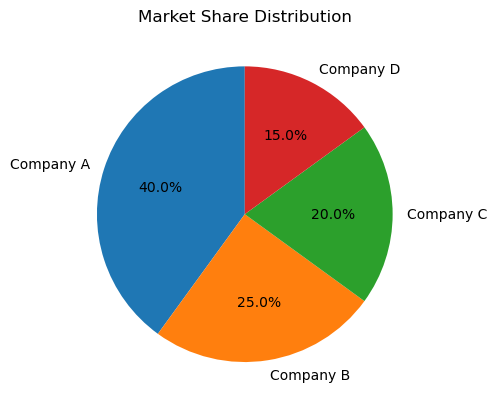 Market Share Distribution
Company D
15.0%
Company A
40.0%
20.0%
Company C
25.0%
Company B